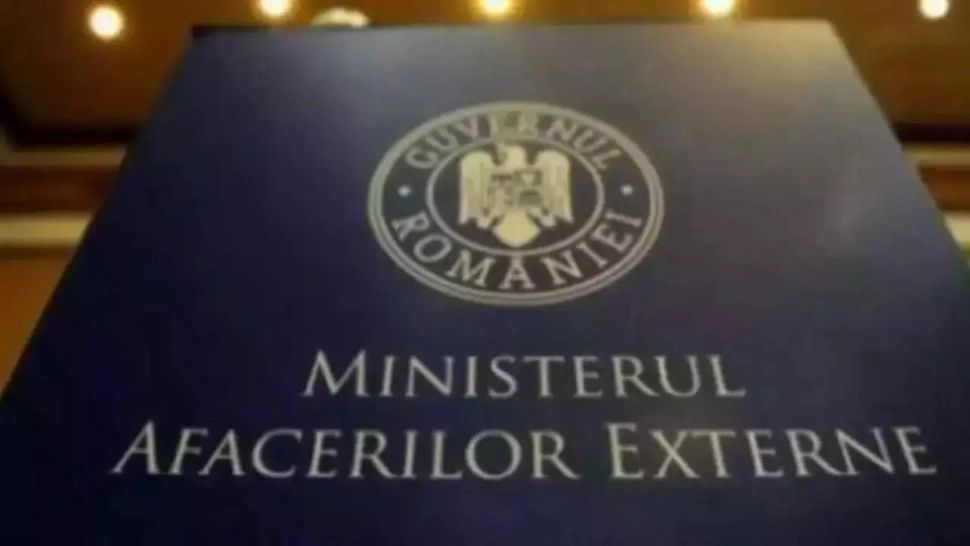 GUVERNUL
ROMÂNIEI
MINISTERUL
AFACERILOR EXTERNE